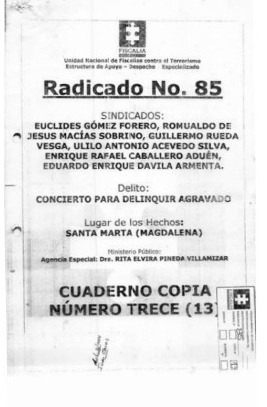 FISCALIA
Unidad Nacional de Fiscalías contra el Terrorismo
Estructura de Apoyo - Despacho Especializado
Radicado No. 85
SINDICADOS:
EUCLIDES GÓMEZ FORERO, ROMUALDO DE
JESUS MACÍAS SOBRINO, GUILLERMO RUEDA
VESGA, ULILO ANTONIO ACEVEDO SILVA,
ENRIQUE RAFAEL CABALLERO ADUÉN,
EDUARDO ENRIQUE DAVILA ARMENTA.
Delito:
CONCIERTO PARA DELINQUIR AGRAVADO
Lugar de los Hechos:
SANTA MARTA (MAGDALENA)
Ministerio Público:
Agencia Especial: Dra. RITA ELVIRA PINEDA VILLAMIZAR
CUADERNO COPIA
NÚMERO TRECE (13)